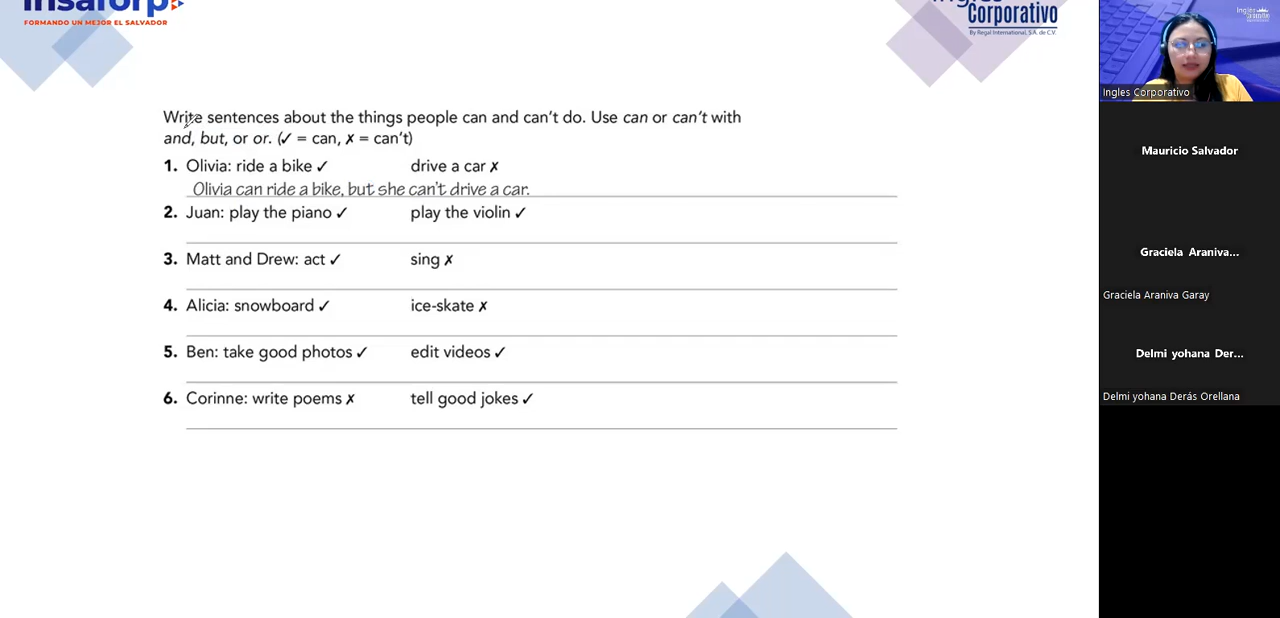 FORMANDO UN MEJOR EL SALVADOR
Corporativo
By Regal International, S.A. de C.V.
Write sentences about the things people can and can't do. Use can or can't with
and, but, or or. (✓ = can, ✗ = can't)
1. Olivia: ride a bike ✓ drive a car ✗
Olivia can ride a bike, but she can't drive a car.
2. Juan: play the piano ✓ play the violin ✓
3. Matt and Drew: act ✓ sing ✗
4. Alicia: snowboard ✓ ice-skate ✗
5. Ben: take good photos ✓ edit videos ✓
6. Corinne: write poems ✗ tell good jokes ✓
Ingles Corporativo
Mauricio Salvador
Graciela Araniva...
Graciela Araniva Garay
Delmi yohana Der...
Delmi yohana Derás Orellana